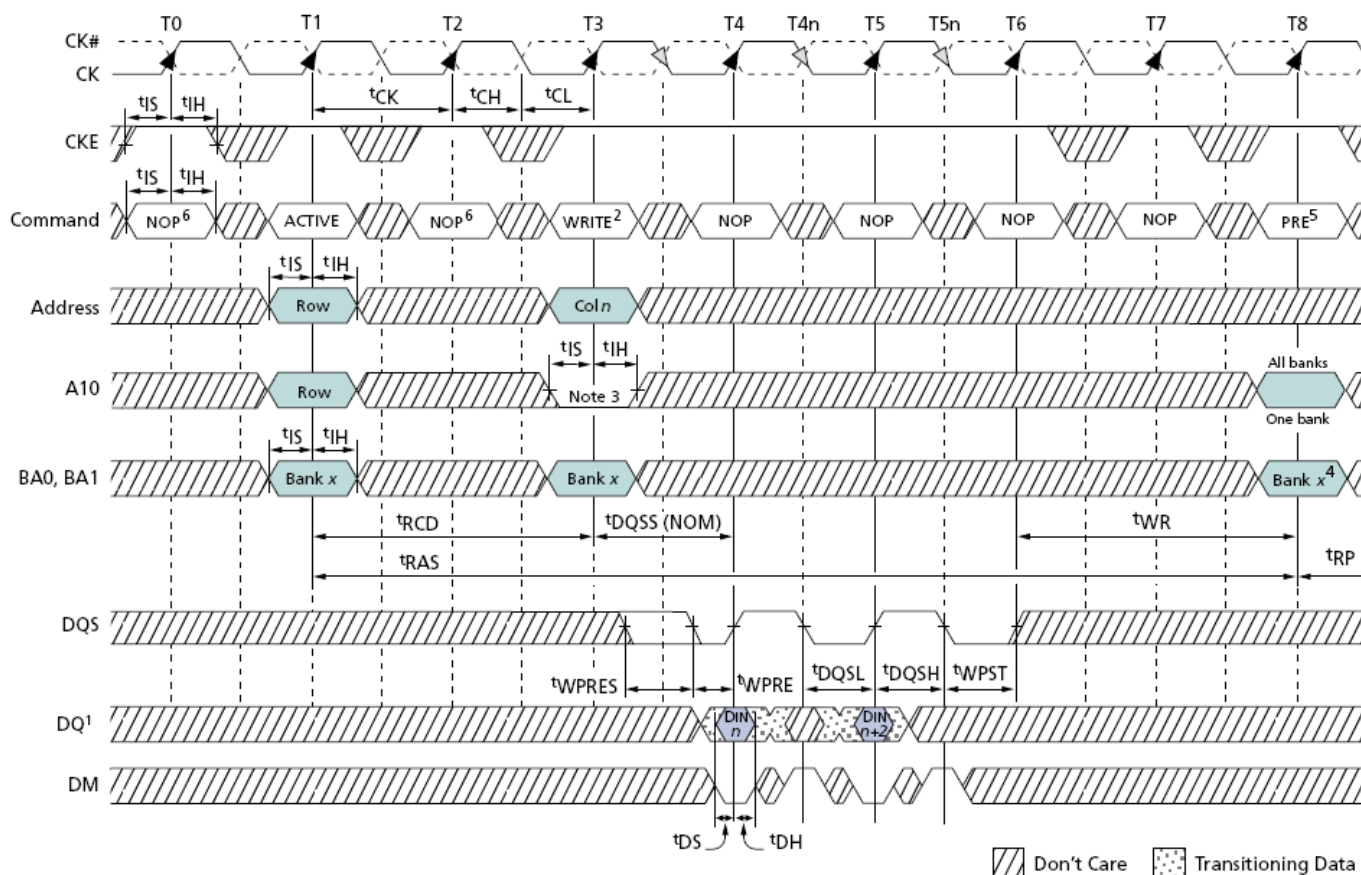 T0 T1 T2 T3 T4 T4n T5 T5n T6 T7 T8
CK#
CK
tIS tIH tCK tCH tCL
CKE
tIS tIH
Command NOP6 ACTIVE NOP6 WRITE2 NOP NOP NOP NOP PRE5
tIS tIH
Address Row Col n
tIS tIH All banks
A10 Row Note 3 One bank
tIS tIH
BA0, BA1 Bank x Bank x Bank x4
tRCD tDQSS (NOM) tWR
tRAS tRP
DQS
tWPRES tWPRE tDQSL tDQSH tWPST
DQ1 DIN n DIN n+2
DM
tDS tDH
Don't Care Transitioning Data